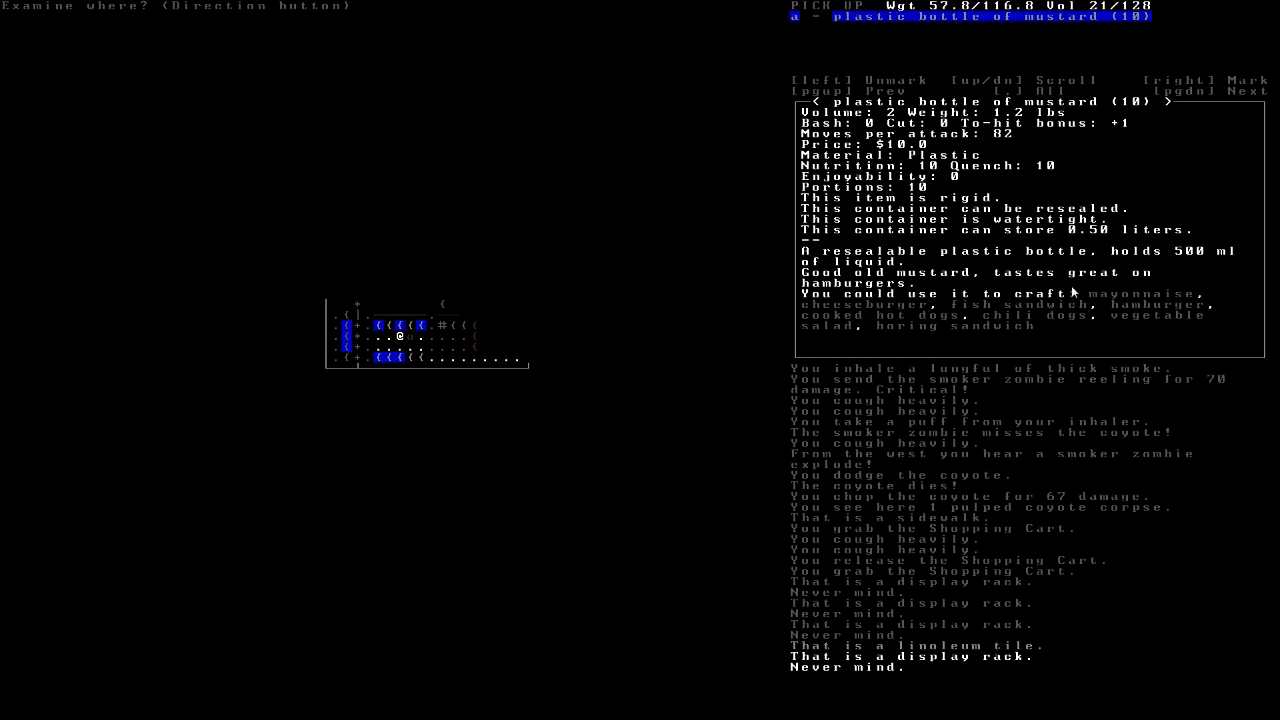 Examine where? (Direction button)
PICK UP Wgt 57.8/116.8 Vol 21/128
a - plastic bottle of mustard (10)
[left] Unmark [up/dn] Scroll [right] Mark
[pgup] Prev [.] All [pgdn] Next
< plastic bottle of mustard (10) >
Volume: 2 Weight: 1.2 lbs
Bash: 0 Cut: 0 To-hit bonus: +1
Moves per attack: 82
Price: $10.0
Material: Plastic
Nutrition: 10 Quench: 10
Enjoyability: 0
Portions: 10
This item is rigid.
This container can be resealed.
This container is watertight.
This container can store 0.50 liters.
--
A resealable plastic bottle, holds 500 ml
of liquid.
Good old mustard, tastes great on
hamburgers.
You could use it to craft: mayonnaise,
cheeseburger, fish sandwich, hamburger,
cooked hot dogs, chili dogs, vegetable
salad, boring sandwich
You inhale a lungful of thick smoke.
You send the smoker zombie reeling for 70
damage. Critical!
You cough heavily.
You cough heavily.
You take a puff from your inhaler.
The smoker zombie misses the coyote!
You cough heavily.
From the west you hear a smoker zombie
explode!
You dodge the coyote.
The coyote dies!
You chop the coyote for 67 damage.
You see here 1 pulped coyote corpse.
That is a sidewalk.
You grab the Shopping Cart.
You cough heavily.
You cough heavily.
You release the Shopping Cart.
You grab the Shopping Cart.
That is a display rack.
Never mind.
That is a display rack.
Never mind.
That is a display rack.
Never mind.
That is a linoleum tile.
That is a display rack.
Never mind.